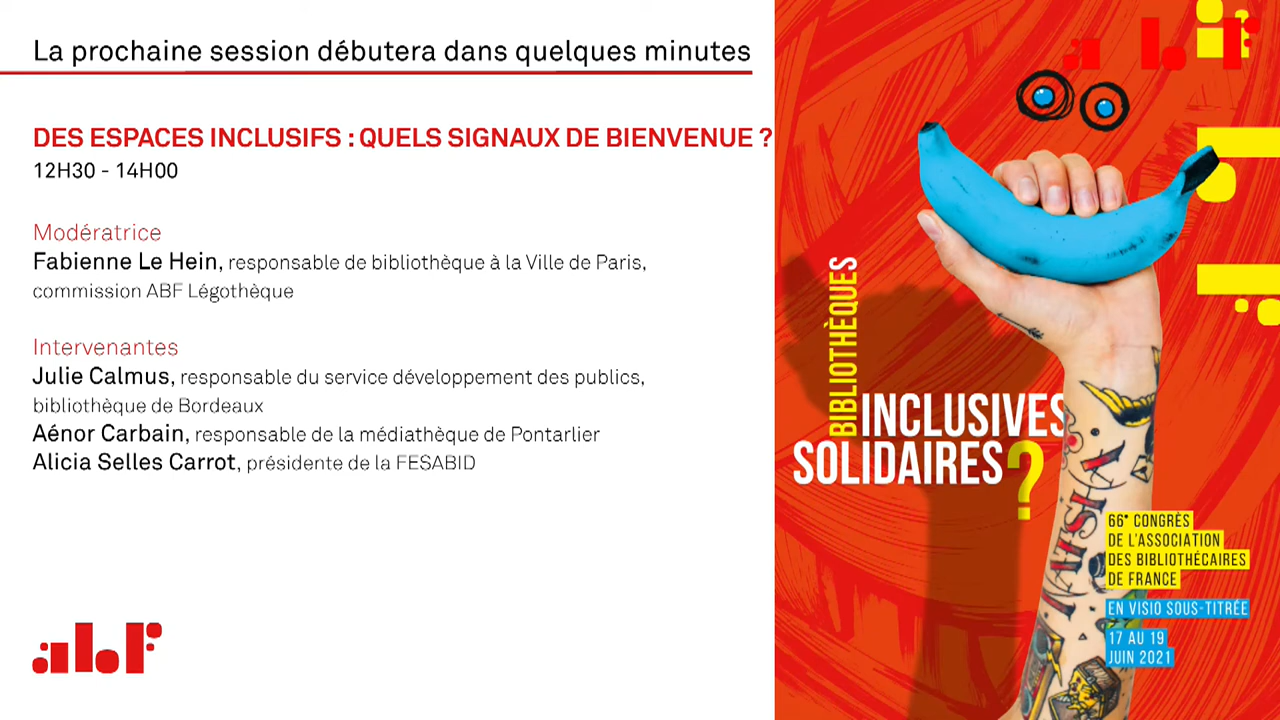 La prochaine session débutera dans quelques minutes
DES ESPACES INCLUSIFS : QUELS SIGNAUX DE BIENVENUE ?
12H30 - 14H00
Modératrice
Fabienne Le Hein, responsable de bibliothèque à la Ville de Paris,
commission ABF Légothèque
Intervenantes
Julie Calmus, responsable du service développement des publics,
bibliothèque de Bordeaux
Aénor Carbain, responsable de la médiathèque de Pontarlier
Alicia Selles Carrot, présidente de la FESABID
abf
abf
BIBLIOTHÈQUES
INCLUSIVES
SOLIDAIRES ?
66e CONGRÈS
DE L'ASSOCIATION
DES BIBLIOTHÉCAIRES
DE FRANCE
EN VISIO SOUS-TITRÉE
17 AU 19
JUIN 2021